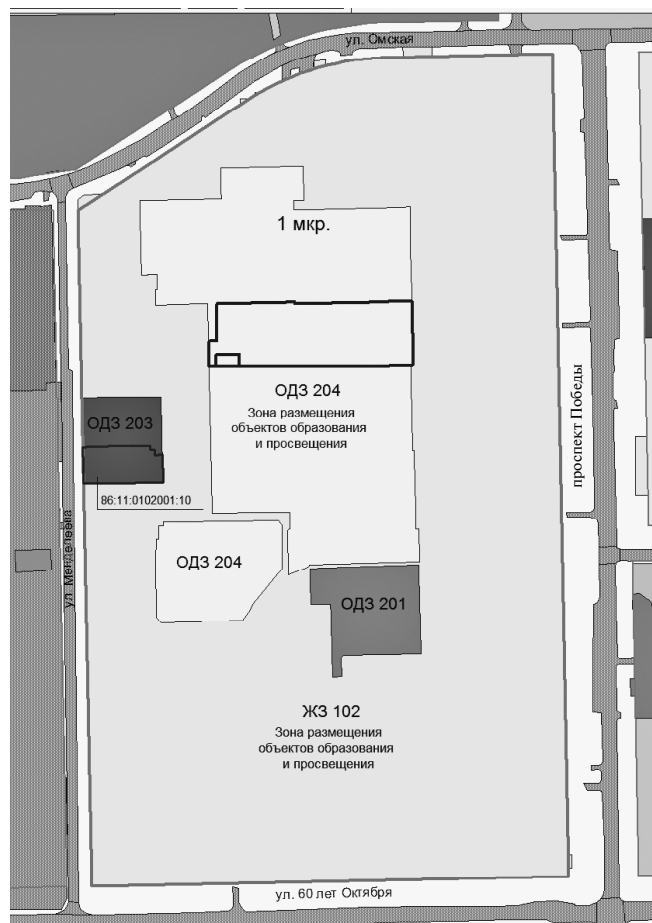 ул. Омская
1 мкр.
ОДЗ 204
Зона размещения
объектов образования
и просвещения
проспект Победы
ОДЗ 203
86:11:0102001:10
ул. Менделеева
ОДЗ 204
ОДЗ 201
ЖЗ 102
Зона размещения
объектов образования
и просвещения
ул. 60 лет Октября